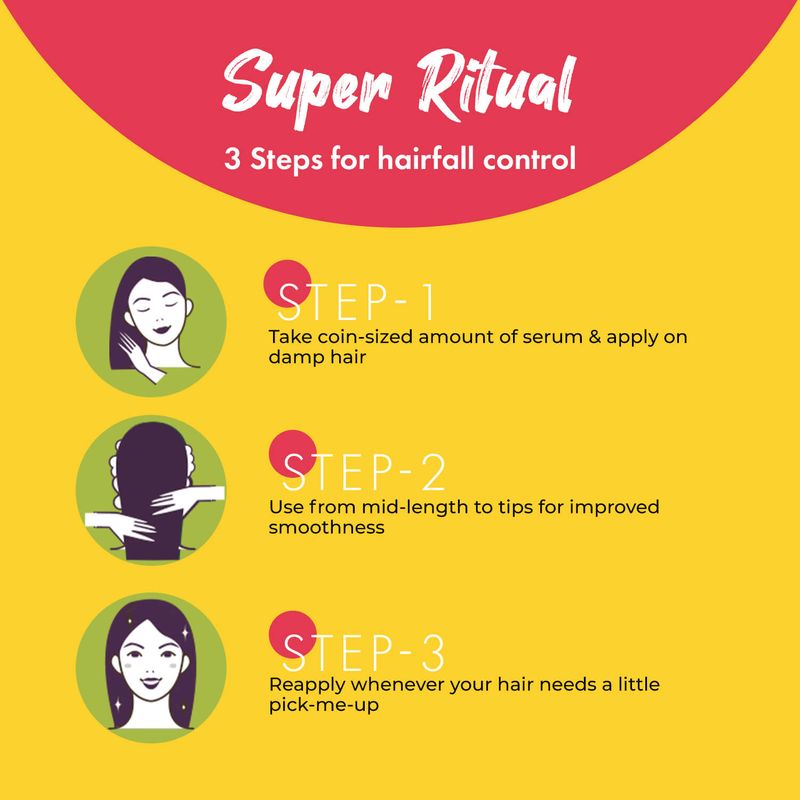 Super Ritual
3 Steps for hairfall control
STEP-1
Take coin-sized amount of serum & apply on
damp hair
STEP-2
Use from mid-length to tips for improved
smoothness
STEP-3
Reapply whenever your hair needs a little
pick-me-up